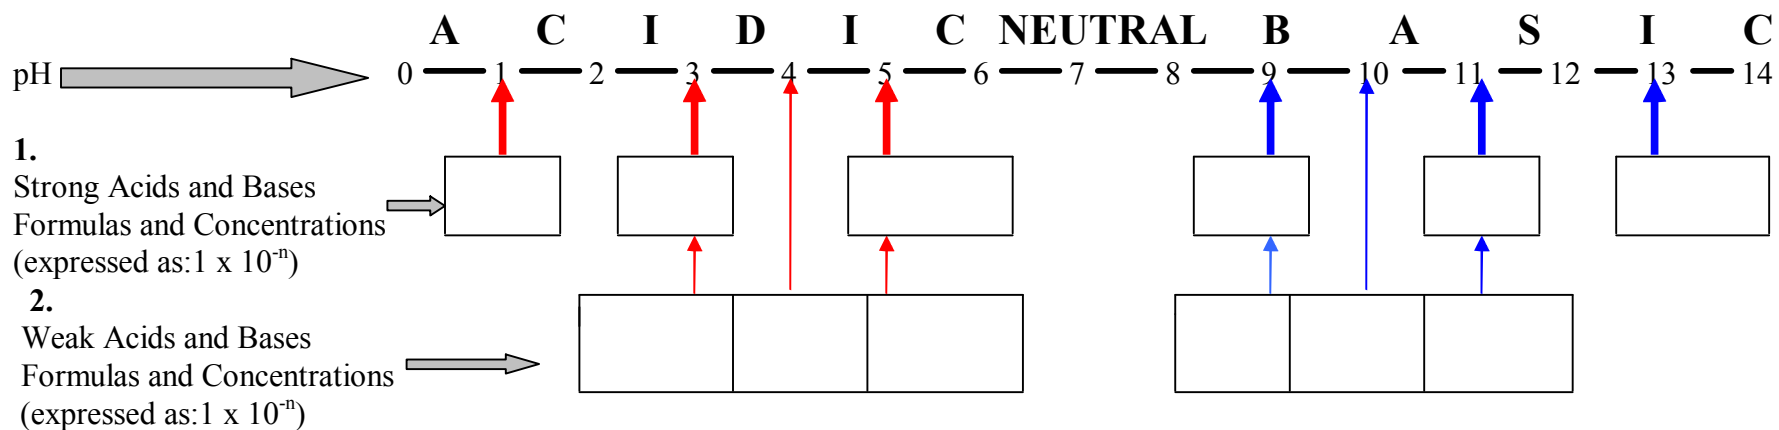 A C I D I C NEUTRAL B A S I C
pH 0 1 2 3 4 5 6 7 8 9 10 11 12 13 14
1.
Strong Acids and Bases
Formulas and Concentrations
(expressed as:1 x 10⁻ⁿ)
2.
Weak Acids and Bases
Formulas and Concentrations
(expressed as:1 x 10⁻ⁿ)